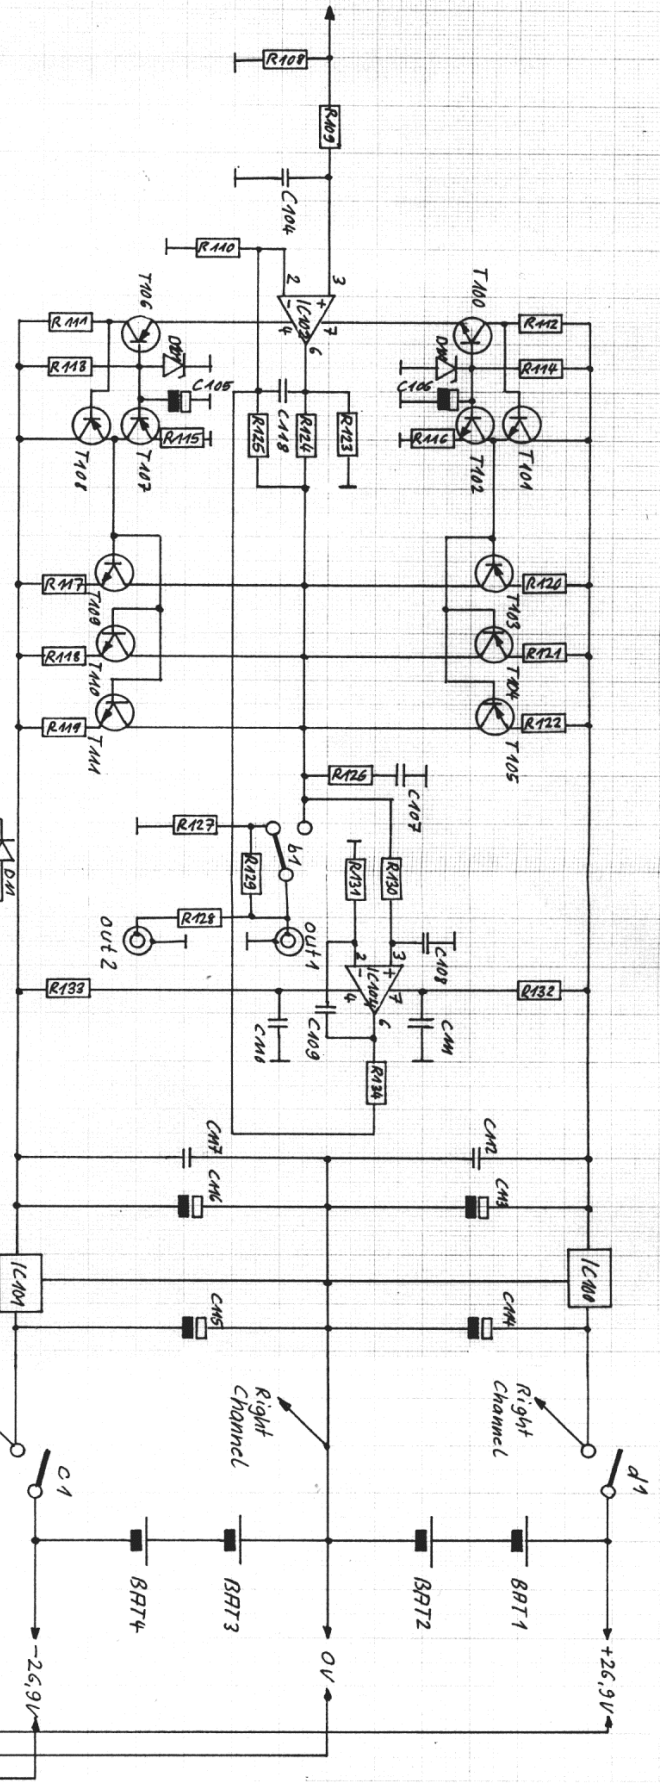 R108
R109
C104
R110
2
3
IC102
4
7
6
T106
T100
R111
R112
R113
D101
R114
C105
C106
R115
R116
T107
T108
T102
T101
R125
C118
R124
R123
R117
T109
R118
T110
R119
T111
R120
T103
R121
T104
R122
T105
R126
C107
D11
R127
b1
R129
R131
R130
R128
out 2
out 1
C108
2
3
IC104
4
7
6
R133
R132
C110
C109
C111
R134
C117
C112
C116
C113
IC101
IC100
C115
C114
Right
Channel
Right
Channel
c1
d1
BAT4
BAT3
BAT2
BAT1
-26,9V
0V
+26,9V